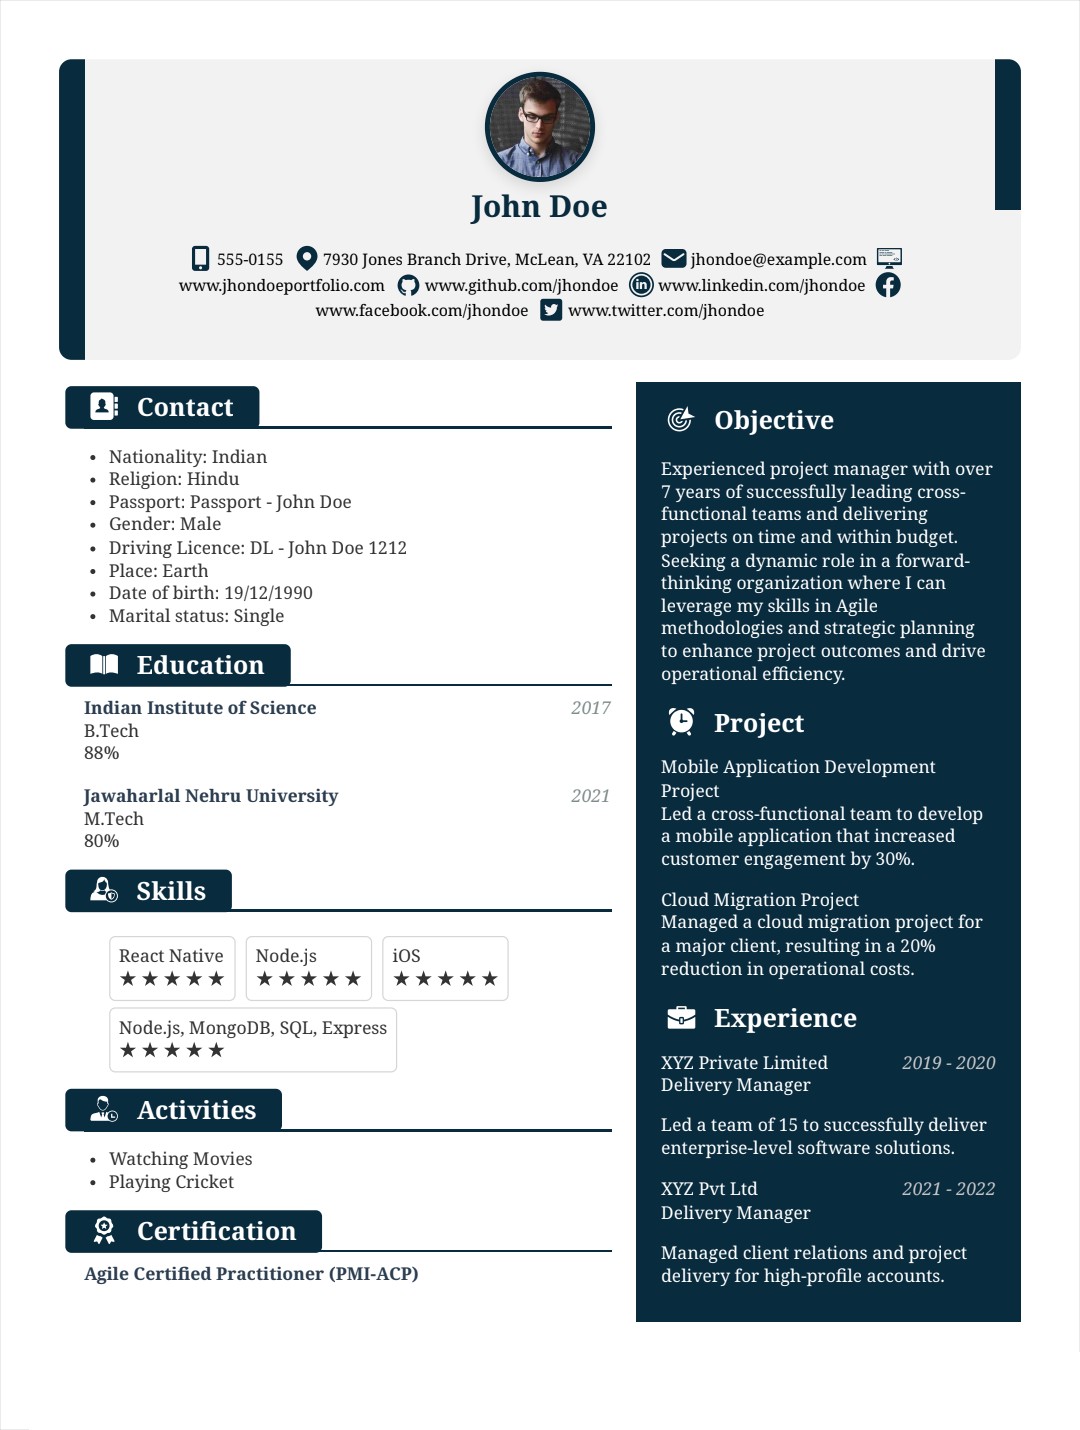 John Doe
555-0155 7930 Jones Branch Drive, McLean, VA 22102 jhondoe@example.com
www.jhondoeportfolio.com www.github.com/jhondoe www.linkedin.com/jhondoe
www.facebook.com/jhondoe www.twitter.com/jhondoe
Contact
• Nationality: Indian
• Religion: Hindu
• Passport: Passport - John Doe
• Gender: Male
• Driving Licence: DL - John Doe 1212
• Place: Earth
• Date of birth: 19/12/1990
• Marital status: Single
Education
Indian Institute of Science 2017
B.Tech
88%
Jawaharlal Nehru University 2021
M.Tech
80%
Skills
React Native Node.js iOS
★★★★★ ★★★★★ ★★★★★
Node.js, MongoDB, SQL, Express
★★★★★
Activities
• Watching Movies
• Playing Cricket
Certification
Agile Certified Practitioner (PMI-ACP)
Objective
Experienced project manager with over
7 years of successfully leading cross-
functional teams and delivering
projects on time and within budget.
Seeking a dynamic role in a forward-
thinking organization where I can
leverage my skills in Agile
methodologies and strategic planning
to enhance project outcomes and drive
operational efficiency.
Project
Mobile Application Development
Project
Led a cross-functional team to develop
a mobile application that increased
customer engagement by 30%.
Cloud Migration Project
Managed a cloud migration project for
a major client, resulting in a 20%
reduction in operational costs.
Experience
XYZ Private Limited 2019 - 2020
Delivery Manager
Led a team of 15 to successfully deliver
enterprise-level software solutions.
XYZ Pvt Ltd 2021 - 2022
Delivery Manager
Managed client relations and project
delivery for high-profile accounts.